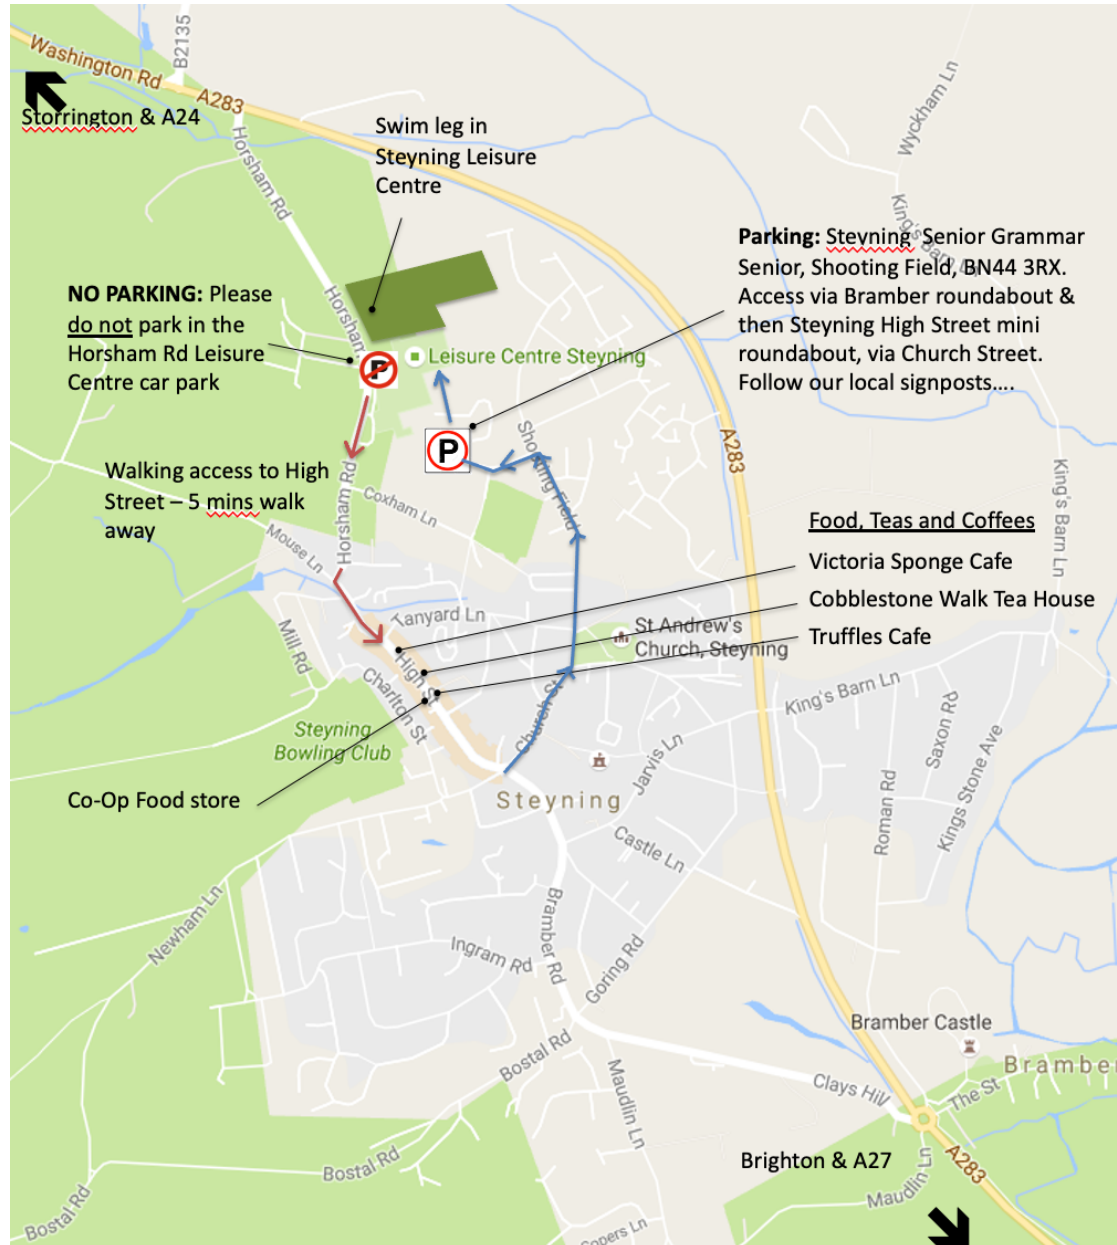 B2135
Washington Rd
A283
Storrington & A24
Horsham Rd
Swim leg in
Steyning Leisure
Centre
Wyckham Ln
King's Barn Ln
Parking: Stevning Senior Grammar
Senior, Shooting Field, BN44 3RX.
Access via Bramber roundabout &
then Steyning High Street mini
roundabout, via Church Street.
Follow our local signposts….
NO PARKING: Please
do not park in the
Horsham Rd Leisure
Centre car park
Horsham
P
Leisure Centre Steyning
P
Shooting Field
A283
Walking access to High
Street – 5 mins walk
away
Horsham Rd
Coxham Ln
Mouse Ln
King's Barn Ln
Food, Teas and Coffees
Victoria Sponge Cafe
Cobblestone Walk Tea House
Truffles Cafe
Tanyard Ln
Mill Rd
High St
Charlton St
St Andrew's
Church, Steyning
Church St
King's Barn Ln
Saxon Rd
Steyning
Bowling Club
Jarvis Ln
Roman Rd
Kings Stone Ave
Co-Op Food store
Steyning
Castle Ln
Newham Ln
Bramber Rd
Ingram Rd
Goring Rd
Bramber Castle
Bramber
Bostal Rd
Maudlin Ln
Clays Hill
The St
Brighton & A27
A283
Maudlin Ln
Bostal Rd
Bostal Rd
opers Ln